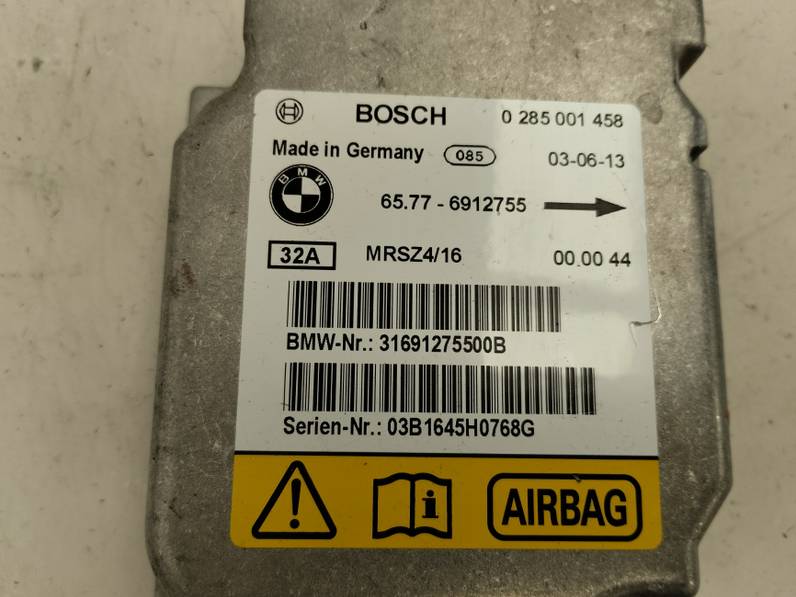 BOSCH 0 285 001 458
Made in Germany 085 03-06-13
BMW 65.77 - 6912755
32A MRSZ4/16 00.00 44
BMW-Nr.: 31691275500B
Serien-Nr.: 03B1645H0768G
AIRBAG